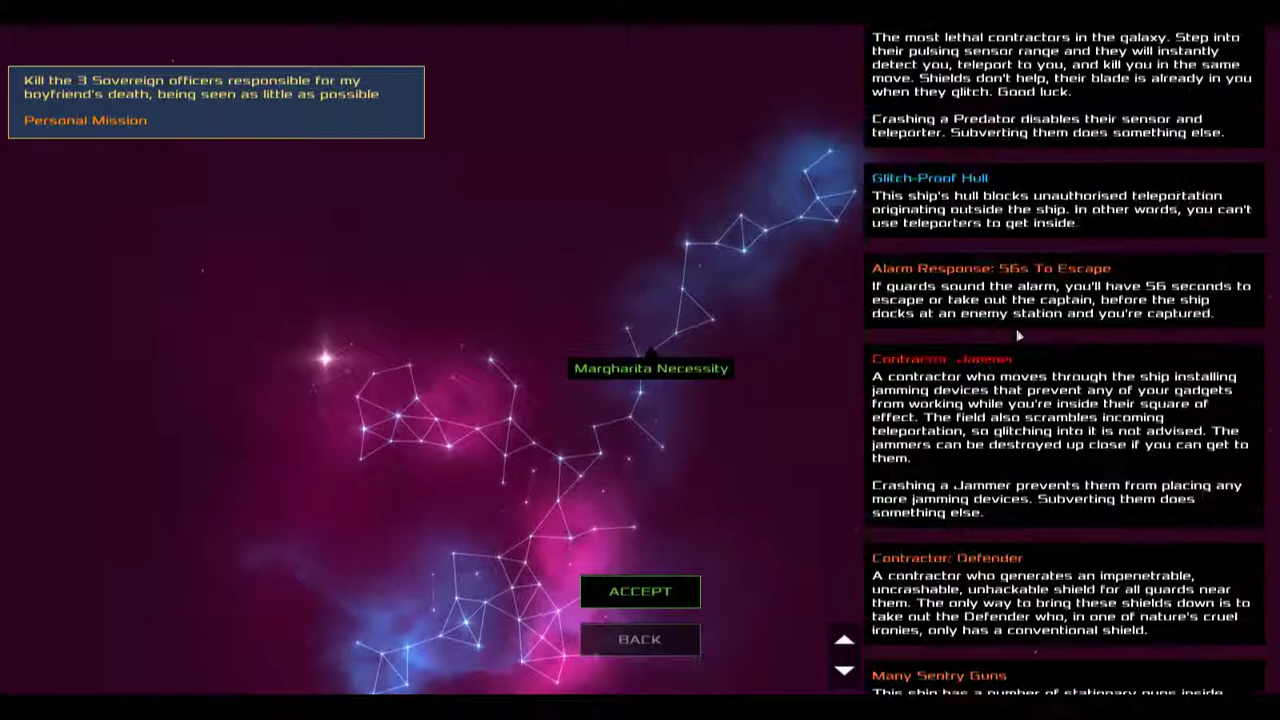 Kill the 3 Sovereign officers responsible for my
boyfriend's death, being seen as little as possible
Personal Mission
Margharita Necessity
ACCEPT
BACK
The most lethal contractors in the galaxy. Step into
their pulsing sensor range and they will instantly
detect you, teleport to you, and kill you in the same
move. Shields don't help, their blade is already in you
when they glitch. Good luck.
Crashing a Predator disables their sensor and
teleporter. Subverting them does something else.
Glitch-Proof Hull
This ship's hull blocks unauthorised teleportation
originating outside the ship. In other words, you can't
use teleporters to get inside.
Alarm Response: 56s To Escape
If guards sound the alarm, you'll have 56 seconds to
escape or take out the captain, before the ship
docks at an enemy station and you're captured.
Contractor: Jammer
A contractor who moves through the ship installing
jamming devices that prevent any of your gadgets
from working while you're inside their square of
effect. The field also scrambles incoming
teleportation, so glitching into it is not advised. The
jammers can be destroyed up close if you can get to
them.
Crashing a Jammer prevents them from placing any
more jamming devices. Subverting them does
something else.
Contractor: Defender
A contractor who generates an impenetrable,
uncrashable, unhackable shield for all guards near
them. The only way to bring these shields down is to
take out the Defender who, in one of nature's cruel
ironies, only has a conventional shield.
Many Sentry Guns
This ship has a number of stationary guns inside